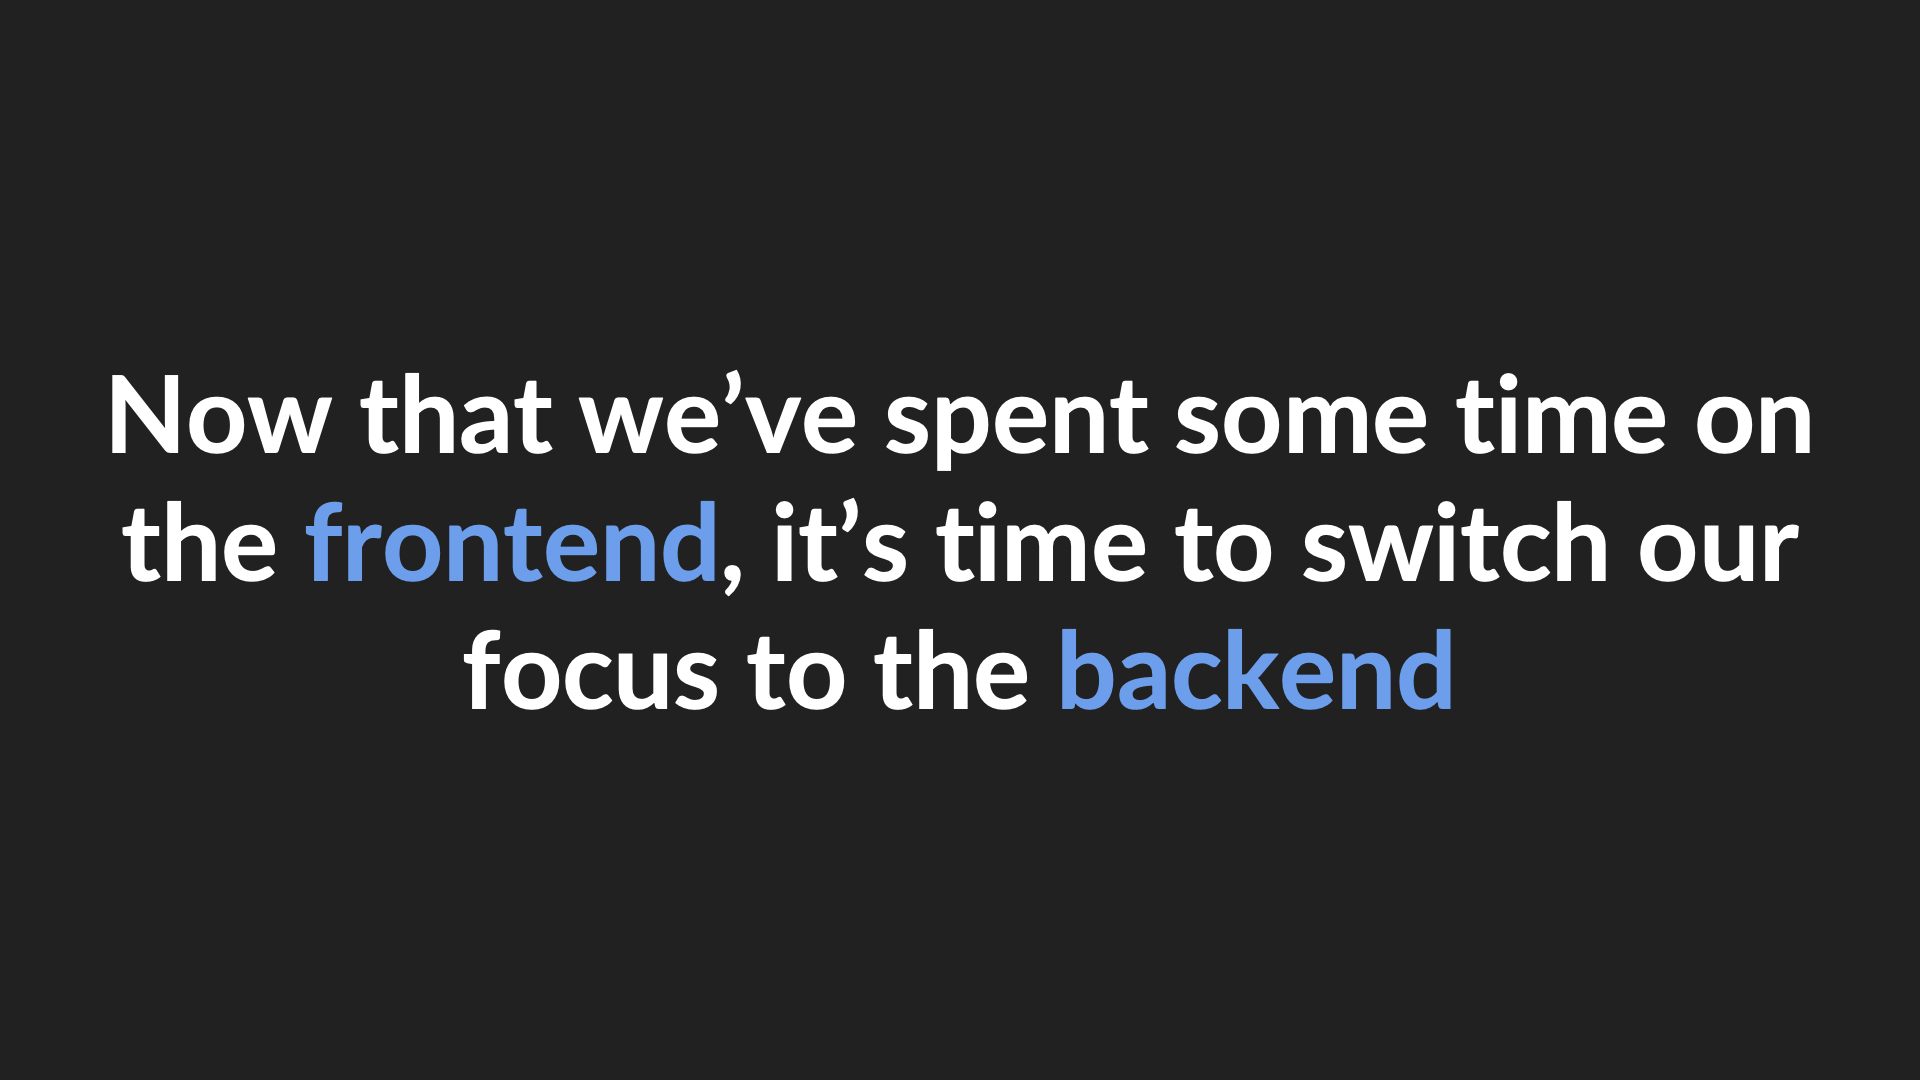 Now that we’ve spent some time on
the frontend, it’s time to switch our
focus to the backend